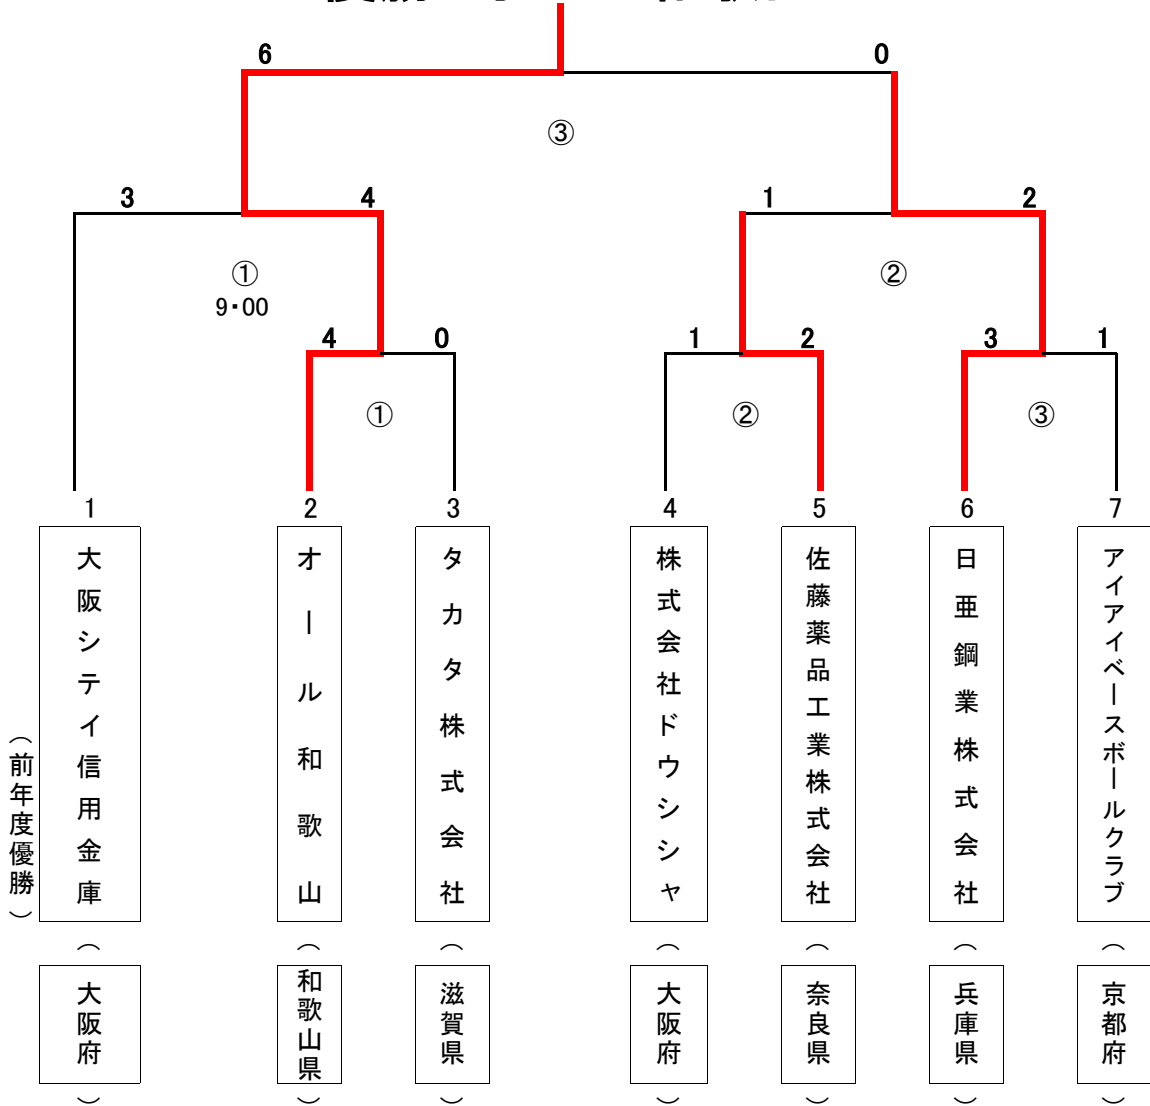 6
0
③
3
4
1
2
①
9・00
②
4
0
1
2
3
1
①
②
③
1
2
3
4
5
6
7
大阪シテイ信用金庫
オール和歌山
タカタ株式会社
株式会社ドウシシャ
佐藤薬品工業株式会社
日亜鋼業株式会社
アイアイベースボールクラブ
（前年度優勝）
（大阪府）
（和歌山県）
（滋賀県）
（大阪府）
（奈良県）
（兵庫県）
（京都府）